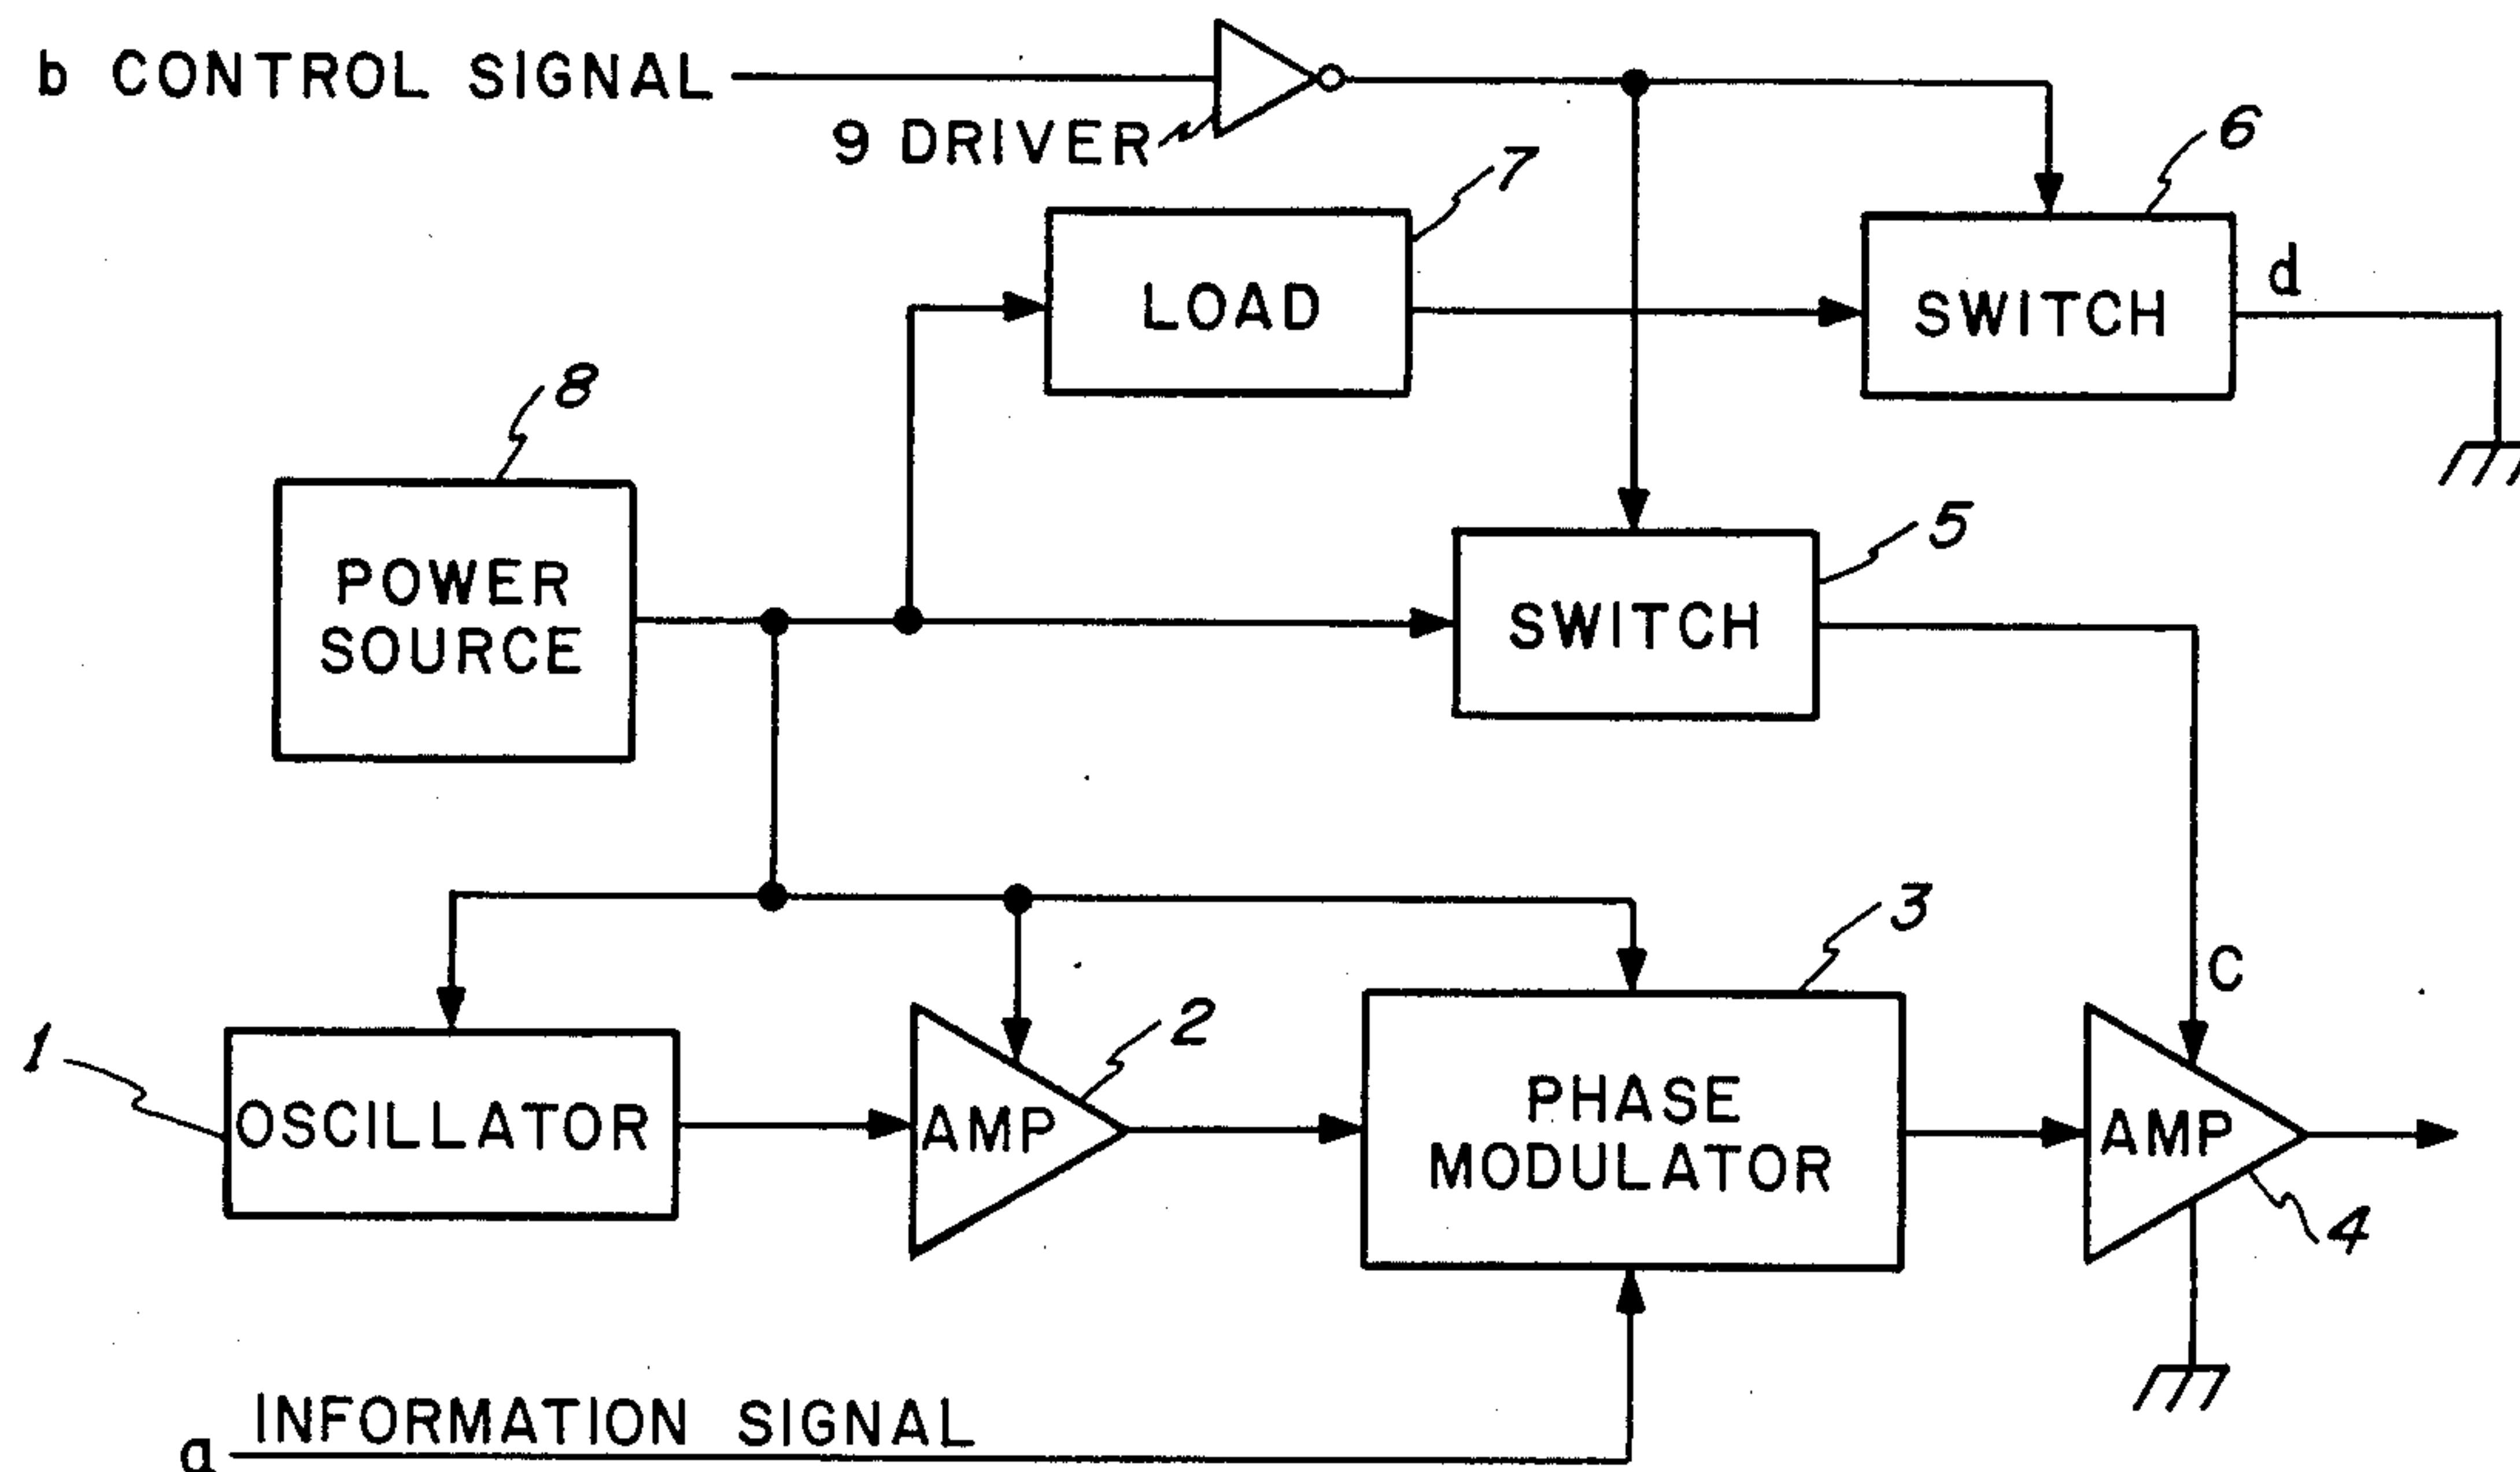 b CONTROL SIGNAL
9 DRIVER
6
7
LOAD
SWITCH
d
8
POWER
SOURCE
5
SWITCH
3
C
1
OSCILLATOR
2
AMP
PHASE
MODULATOR
AMP
4
INFORMATION SIGNAL
a